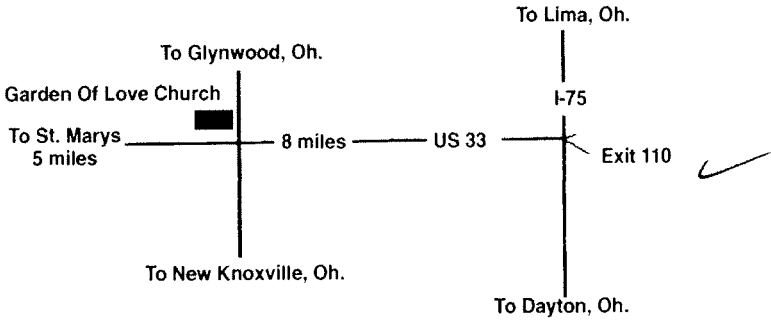 To Lima, Oh.
To Glynwood, Oh.
Garden Of Love Church
I-75
To St. Marys
5 miles
8 miles
US 33
Exit 110
To New Knoxville, Oh.
To Dayton, Oh.